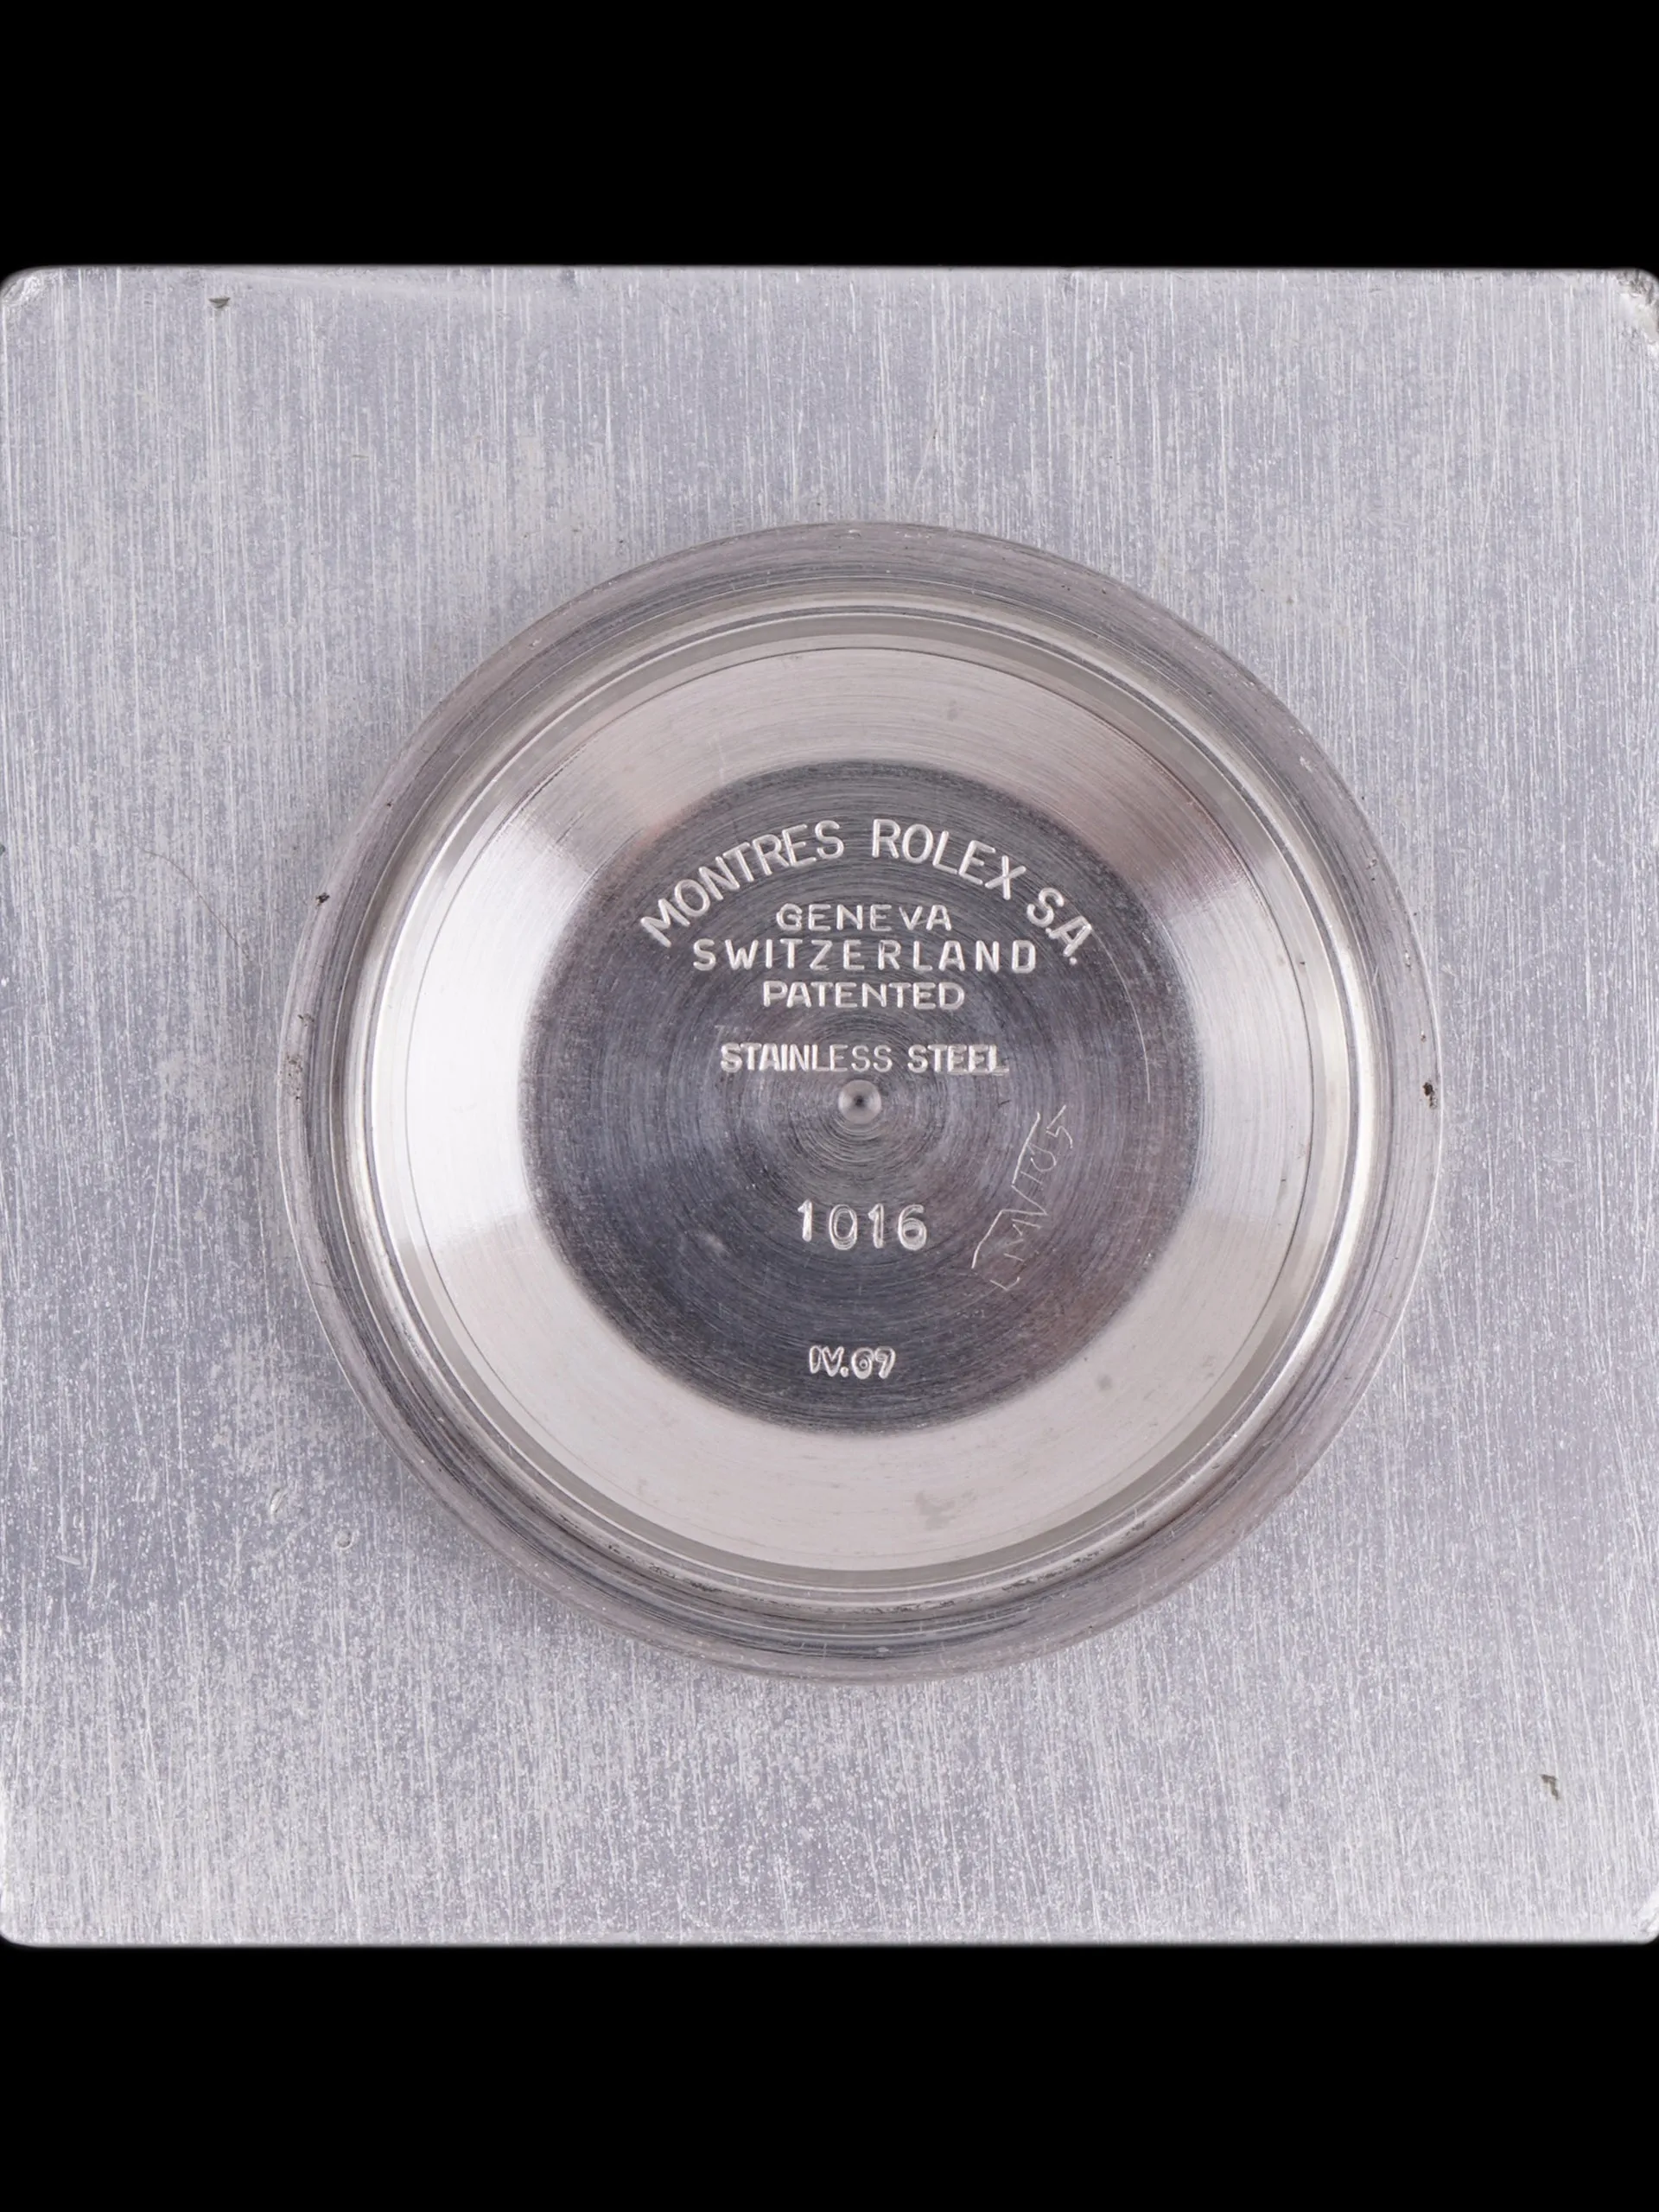 MONTRES ROLEX S.A.
GENEVA
SWITZERLAND
PATENTED
STAINLESS STEEL
1016
IV.67